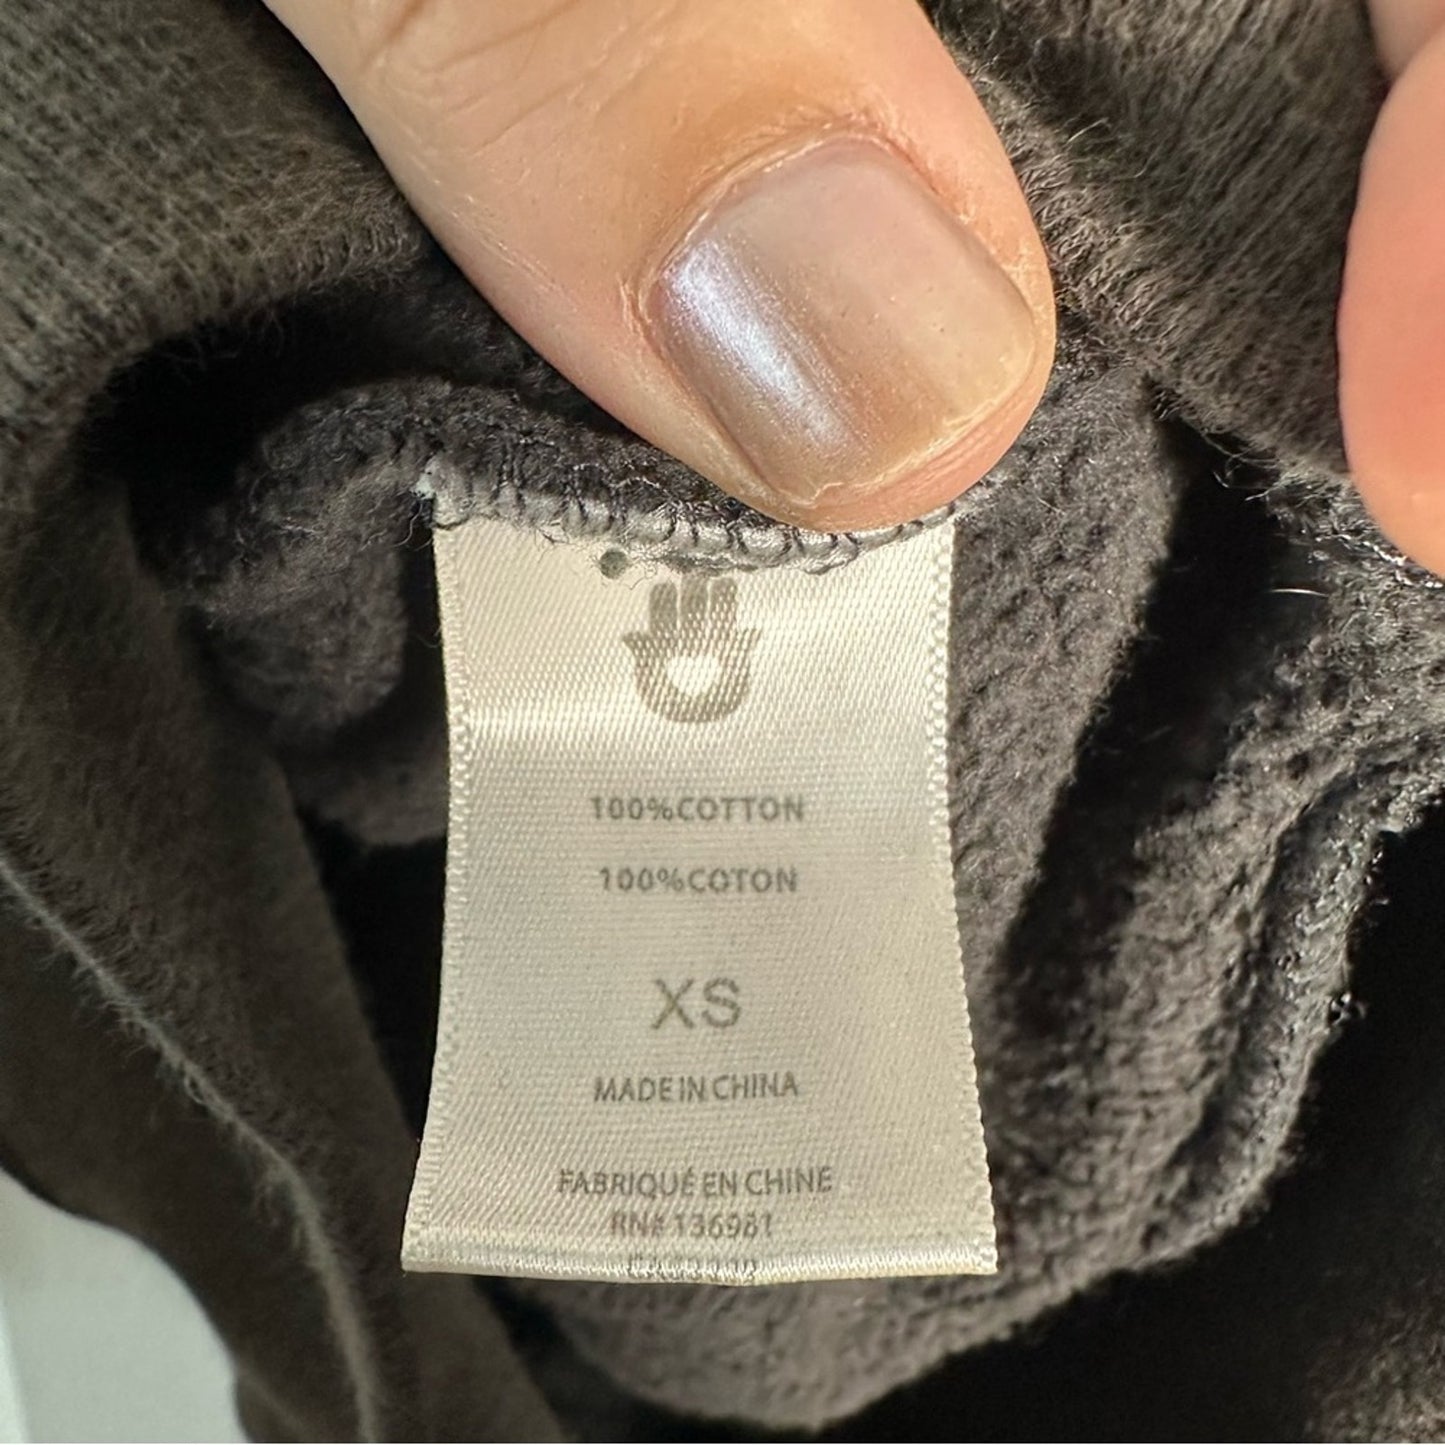 100%COTTON
100%COTON
XS
MADE IN CHINA
FABRIQUÉ EN CHINE
RN# 136981